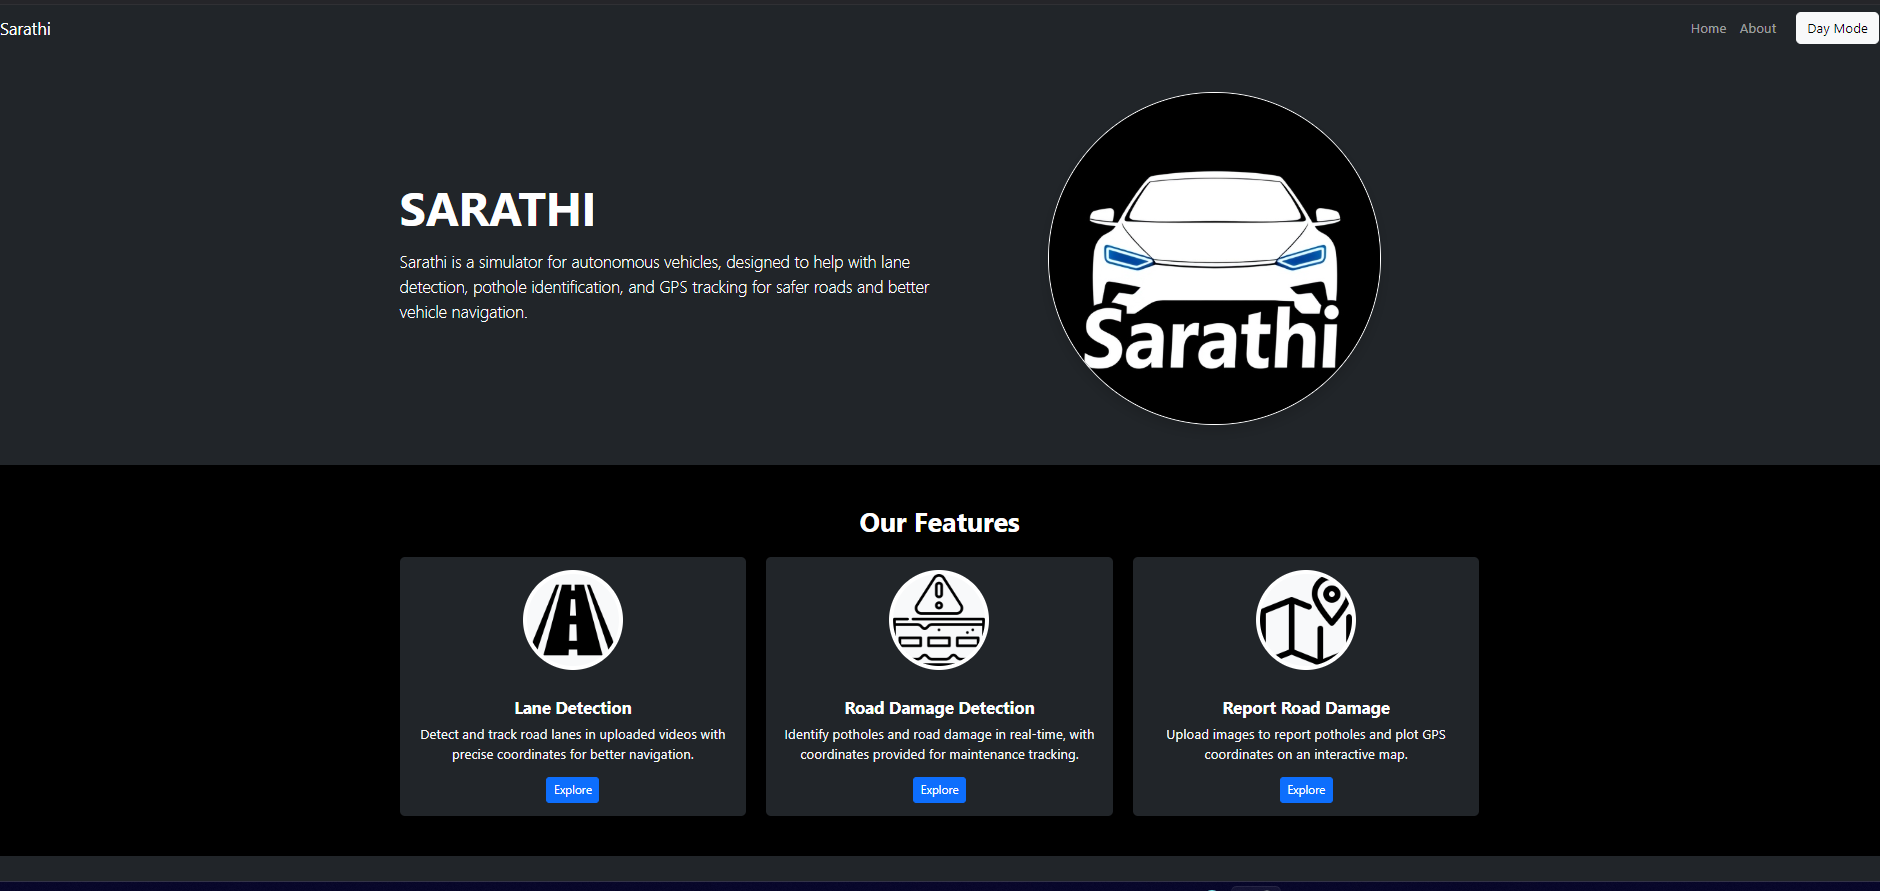 Sarathi
Home About Day Mode
SARATHI
Sarathi is a simulator for autonomous vehicles, designed to help with lane
detection, pothole identification, and GPS tracking for safer roads and better
vehicle navigation.
Sarathi
Our Features
Lane Detection
Detect and track road lanes in uploaded videos with
precise coordinates for better navigation.
Explore
Road Damage Detection
Identify potholes and road damage in real-time, with
coordinates provided for maintenance tracking.
Explore
Report Road Damage
Upload images to report potholes and plot GPS
coordinates on an interactive map.
Explore